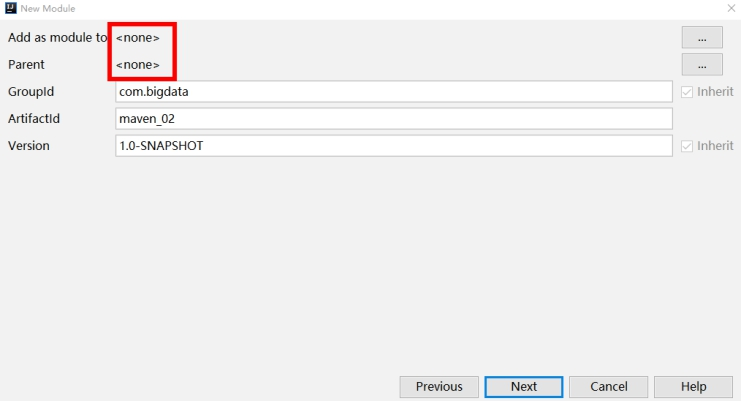 New Module
Add as module to <none> ...
Parent <none> ...
GroupId com.bigdata Inherit
ArtifactId maven_02
Version 1.0-SNAPSHOT Inherit
Previous Next Cancel Help